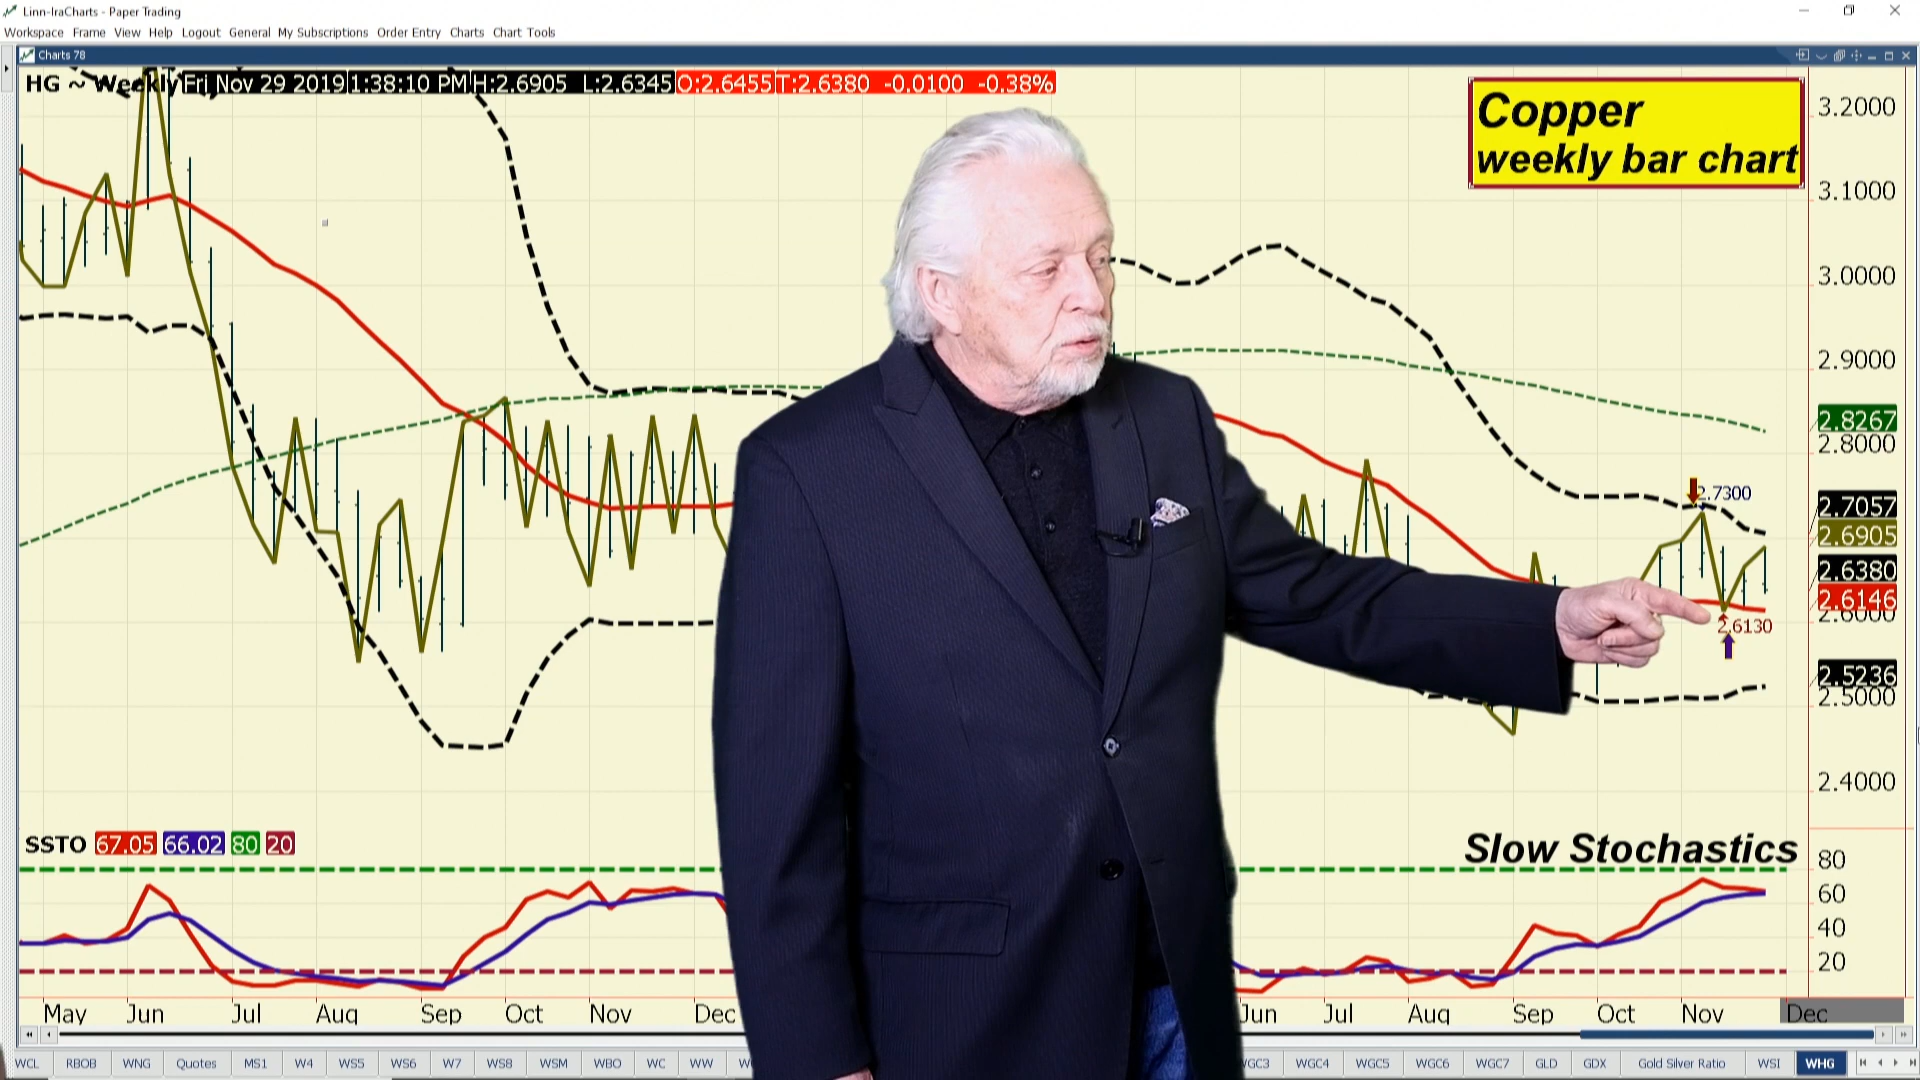 Linn-IraCharts - Paper Trading
Workspace Frame View Help Logout General My Subscriptions Order Entry Charts Chart Tools
Charts 78
HG ~ Weekly Fri Nov 29 2019 1:38:10 PM H:2.6905 L:2.6345 O:2.6455 T:2.6380 -0.0100 -0.38%
Copper
weekly bar chart
3.2000
3.1000
3.0000
2.9000
2.8267
2.8000
2.7300
2.7057
2.6905
2.6380
2.6146
2.6000
2.6130
2.5236
2.5000
2.4000
SSTO 67.05 66.02 80 20
Slow Stochastics
80
60
40
20
May Jun Jul Aug Sep Oct Nov Dec Jun Jul Aug Sep Oct Nov Dec
WCL RBOB WNG Quotes MS1 W4 WS5 WS6 W7 WS8 WSM WBO WC WW WGC3 WGC4 WGC5 WGC6 WGC7 GLD GDX Gold Silver Ratio WSI WHG